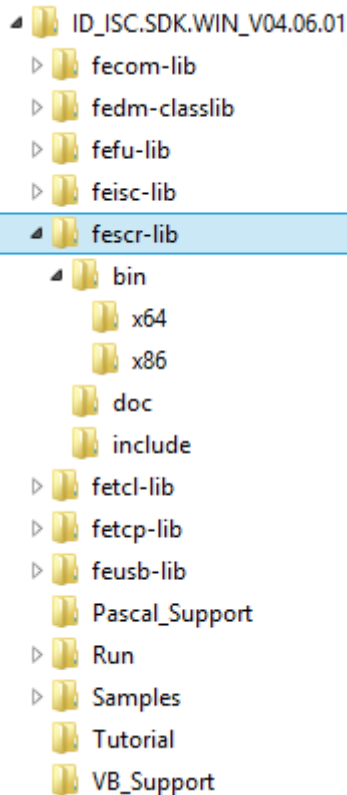 ID_ISC.SDK.WIN_V04.06.01
fecom-lib
fedm-classlib
fefu-lib
feisc-lib
fescr-lib
bin
x64
x86
doc
include
fetcl-lib
fetcp-lib
feusb-lib
Pascal_Support
Run
Samples
Tutorial
VB_Support